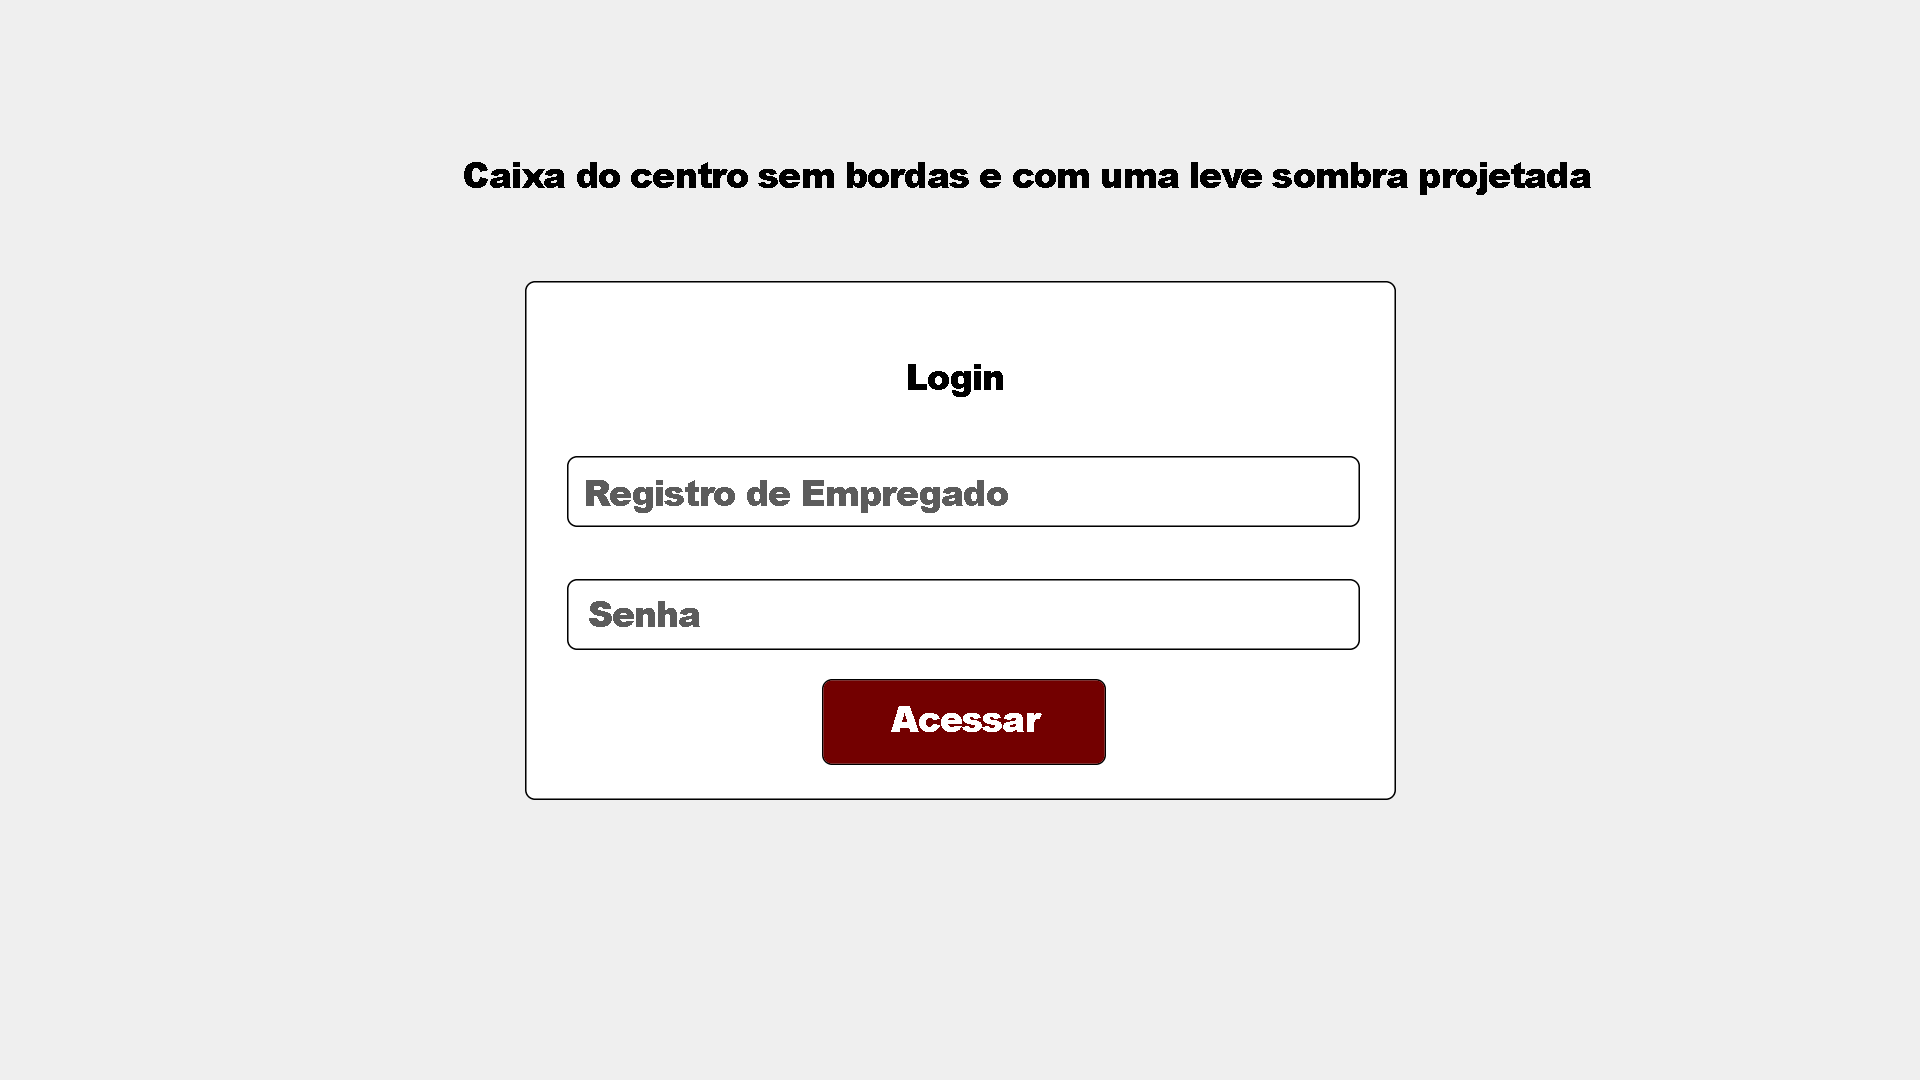 Caixa do centro sem bordas e com uma leve sombra projetada
Login
Registro de Empregado
Senha
Acessar